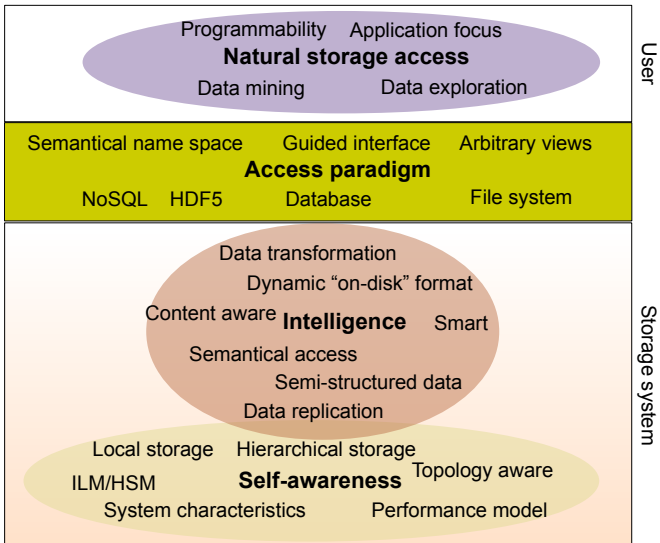 Programmability Application focus
Natural storage access
Data mining Data exploration
User
Semantical name space Guided interface Arbitrary views
Access paradigm
NoSQL HDF5 Database File system
Data transformation
Dynamic “on-disk” format
Content aware Intelligence Smart
Semantical access
Semi-structured data
Data replication
Storage system
Local storage Hierarchical storage
ILM/HSM Self-awareness Topology aware
System characteristics Performance model